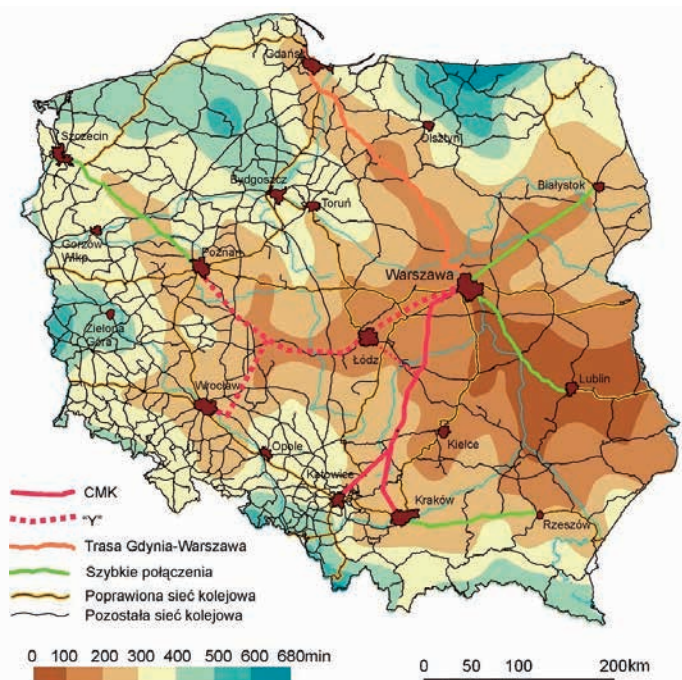 Gdańsk
Szczecin
Olsztyn
Bydgoszcz
Toruń
Białystok
Gorzów
Wlkp.
Poznań
Warszawa
Zielona
Góra
Łódź
Wrocław
Lublin
Opole
Kielce
Katowice
Kraków
Rzeszów
CMK
"Y"
Trasa Gdynia-Warszawa
Szybkie połączenia
Poprawiona sieć kolejowa
Pozostała sieć kolejowa
0 100 200 300 400 500 600 680min
0 50 100 200km